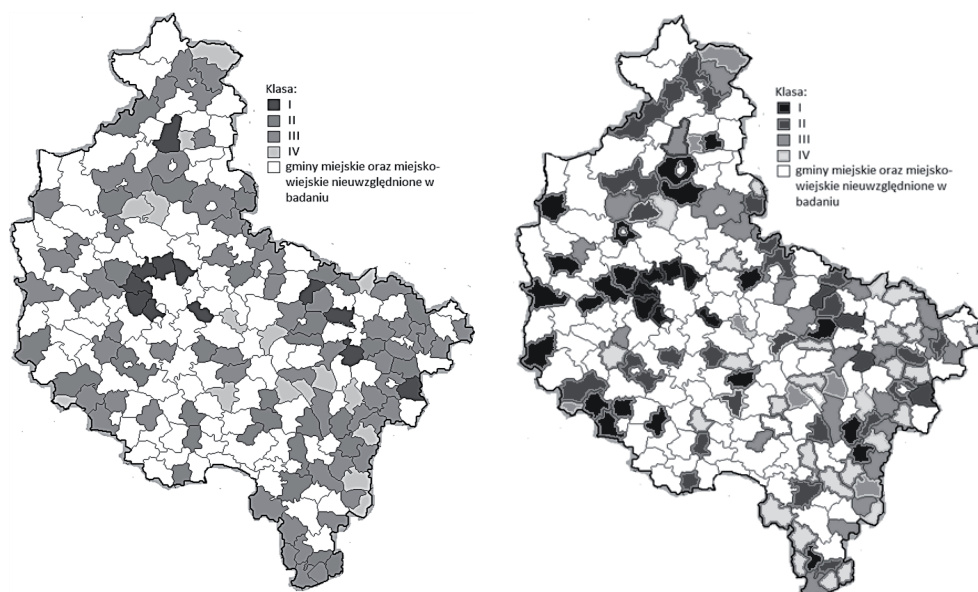 Klasa:
I
II
III
IV
gminy miejskie oraz miejsko-
wiejskie nieuwzględnione w
badaniu
Klasa:
I
II
III
IV
gminy miejskie oraz miejsko-
wiejskie nieuwzględnione w
badaniu